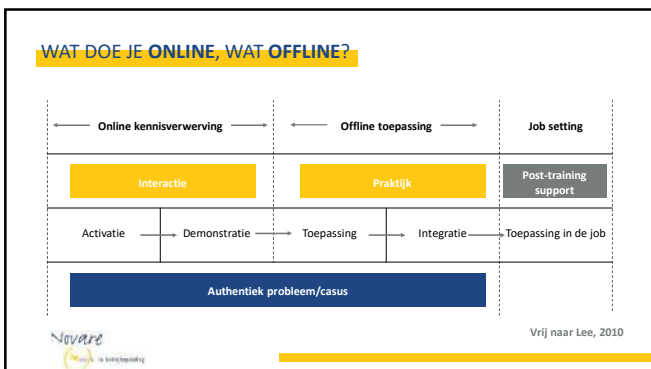 WAT DOE JE ONLINE, WAT OFFLINE?
Online kennisverwerving
Offline toepassing
Job setting
Interactie
Praktijk
Post-training
support
Activatie
Demonstratie
Toepassing
Integratie
Toepassing in de job
Authentiek probleem/casus
Vrij naar Lee, 2010
Novare